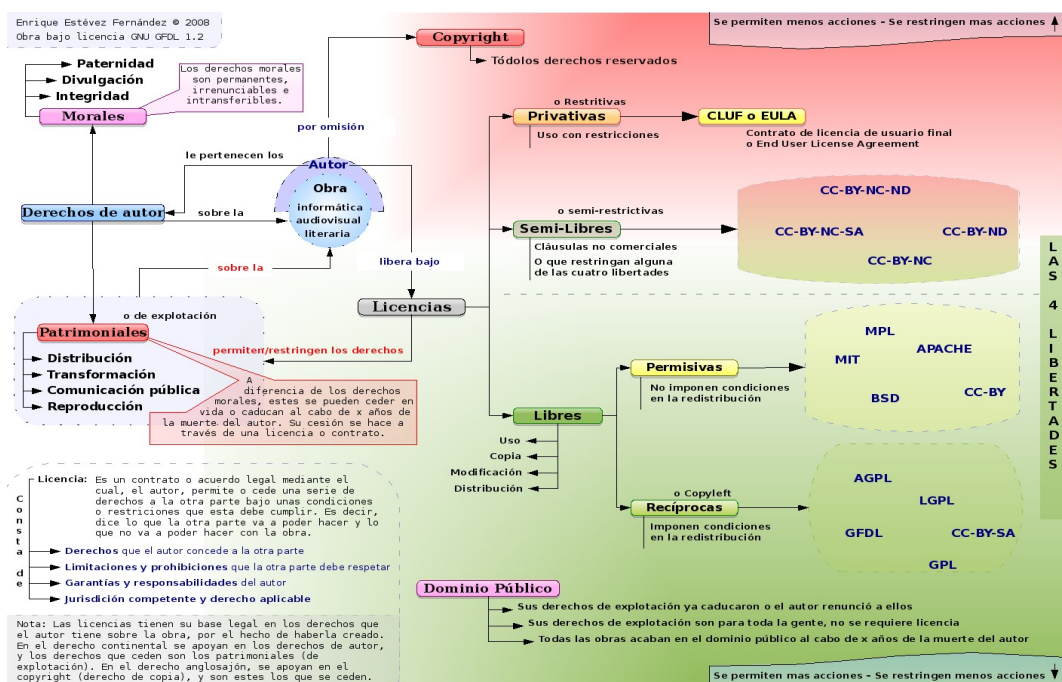 Enrique Estévez Fernández © 2008
Obra bajo licencia GNU GFDL 1.2
Se permiten menos acciones – Se restringen mas acciones
Copyright
Tódolos derechos reservados
Paternidad
Divulgación
Integridad
Morales
Los derechos morales
son permanentes,
irrenunciables e
intransferibles.
por omisión
le pertenecen los
Autor
Obra
informática
audiovisual
literaria
Derechos de autor
sobre la
sobre la
libera bajo
Licencias
permiten/restringen los derechos
o de explotación
Patrimoniales
Distribución
Transformación
Comunicación pública
Reproducción
A
diferencia de los derechos
morales, estes se pueden ceder en
vida o caducan al cabo de x años de
la muerte del autor. Su cesión se hace a
través de una licencia o contrato.
o Restritivas
Privativas
Uso con restricciones
CLUF o EULA
Contrato de licencia de usuario final
o End User License Agreement
o semi-restrictivas
Semi-Libres
Cláusulas no comerciales
O que restringan alguna
de las cuatro libertades
CC-BY-NC-ND
CC-BY-NC-SA
CC-BY-ND
CC-BY-NC
LAS 4 LIBERTADES
Libres
Uso
Copia
Modificación
Distribución
Permisivas
No imponen condiciones
en la redistribución
MPL
APACHE
MIT
CC-BY
BSD
o Copyleft
Recíprocas
Imponen condiciones
en la redistribución
AGPL
LGPL
GFDL
CC-BY-SA
GPL
Licencia: Es un contrato o acuerdo legal mediante el
cual, el autor, permite o cede una serie de
derechos a la otra parte bajo unas condiciones
o restriciones que esta debe cumplir. Es decir,
dice lo que la otra parte va a poder hacer y lo
que no va a poder hacer con la obra.
Consta de
Derechos que el autor concede a la otra parte
Limitaciones y prohibiciones que la otra parte debe respetar
Garantías y responsabilidades del autor
Jurisdición competente y derecho aplicable
Nota: Las licencias tienen su base legal en los derechos que
el autor tiene sobre la obra, por el hecho de haberla creado.
En el derecho continental se apoyan en los derechos de autor,
y los derechos que ceden son los patrimoniales (de
explotación). En el derecho anglosajón, se apoyan en el
copyright (derecho de copia), y son estes los que se ceden.
Dominio Público
Sus derechos de explotación ya caducaron o el autor renunció a ellos
Sus derechos de explotación son para toda la gente, no se requiere licencia
Todas las obras acaban en el dominio público al cabo de x años de la muerte del autor
Se permiten mas acciones – Se restringen menos acciones